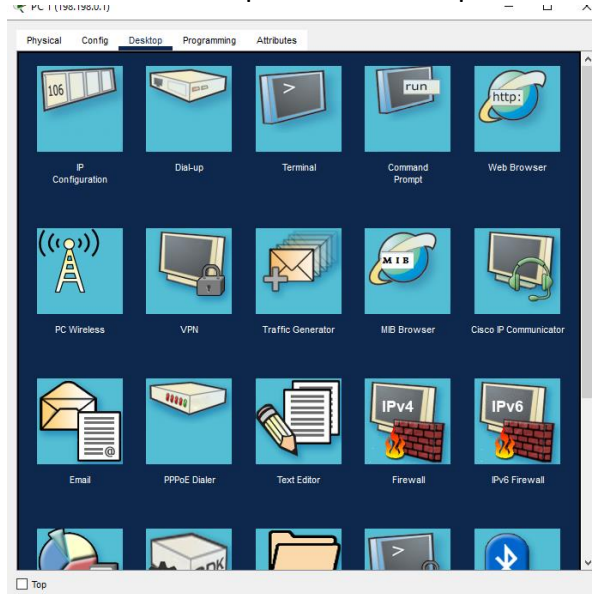 PC 1 (198.198.0.1)
Physical Config Desktop Programming Attributes
106
run
http:
IP Configuration
Dial-up
Terminal
Command Prompt
Web Browser
MIB
PC Wireless
VPN
Traffic Generator
MIB Browser
Cisco IP Communicator
IPv4
IPv6
Email
PPPoE Dialer
Text Editor
Firewall
IPv6 Firewall
Top